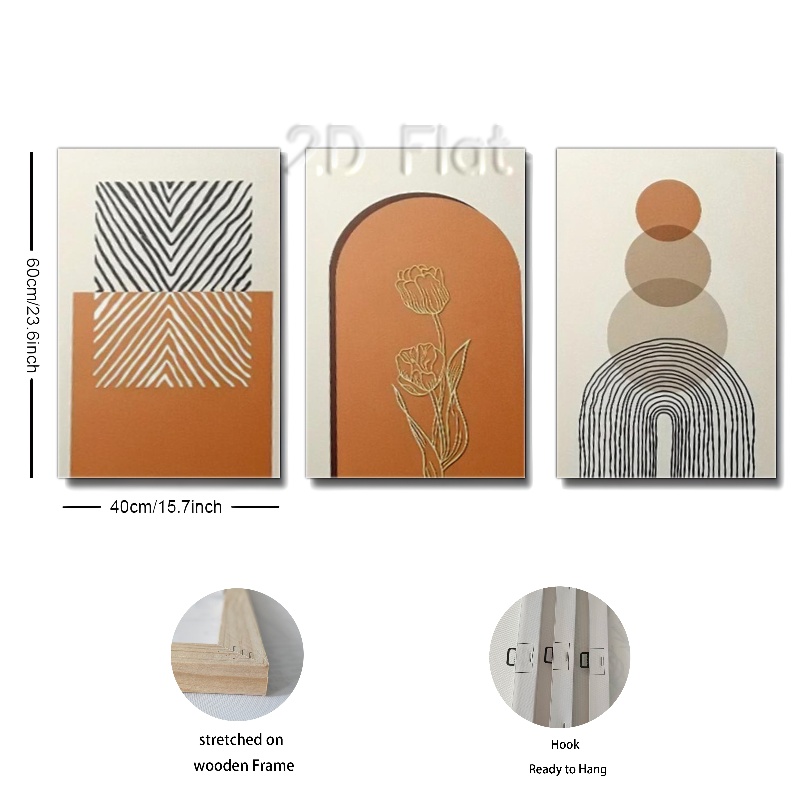 2D Flat
60cm/23.6inch
40cm/15.7inch
stretched on
wooden Frame
Hook
Ready to Hang